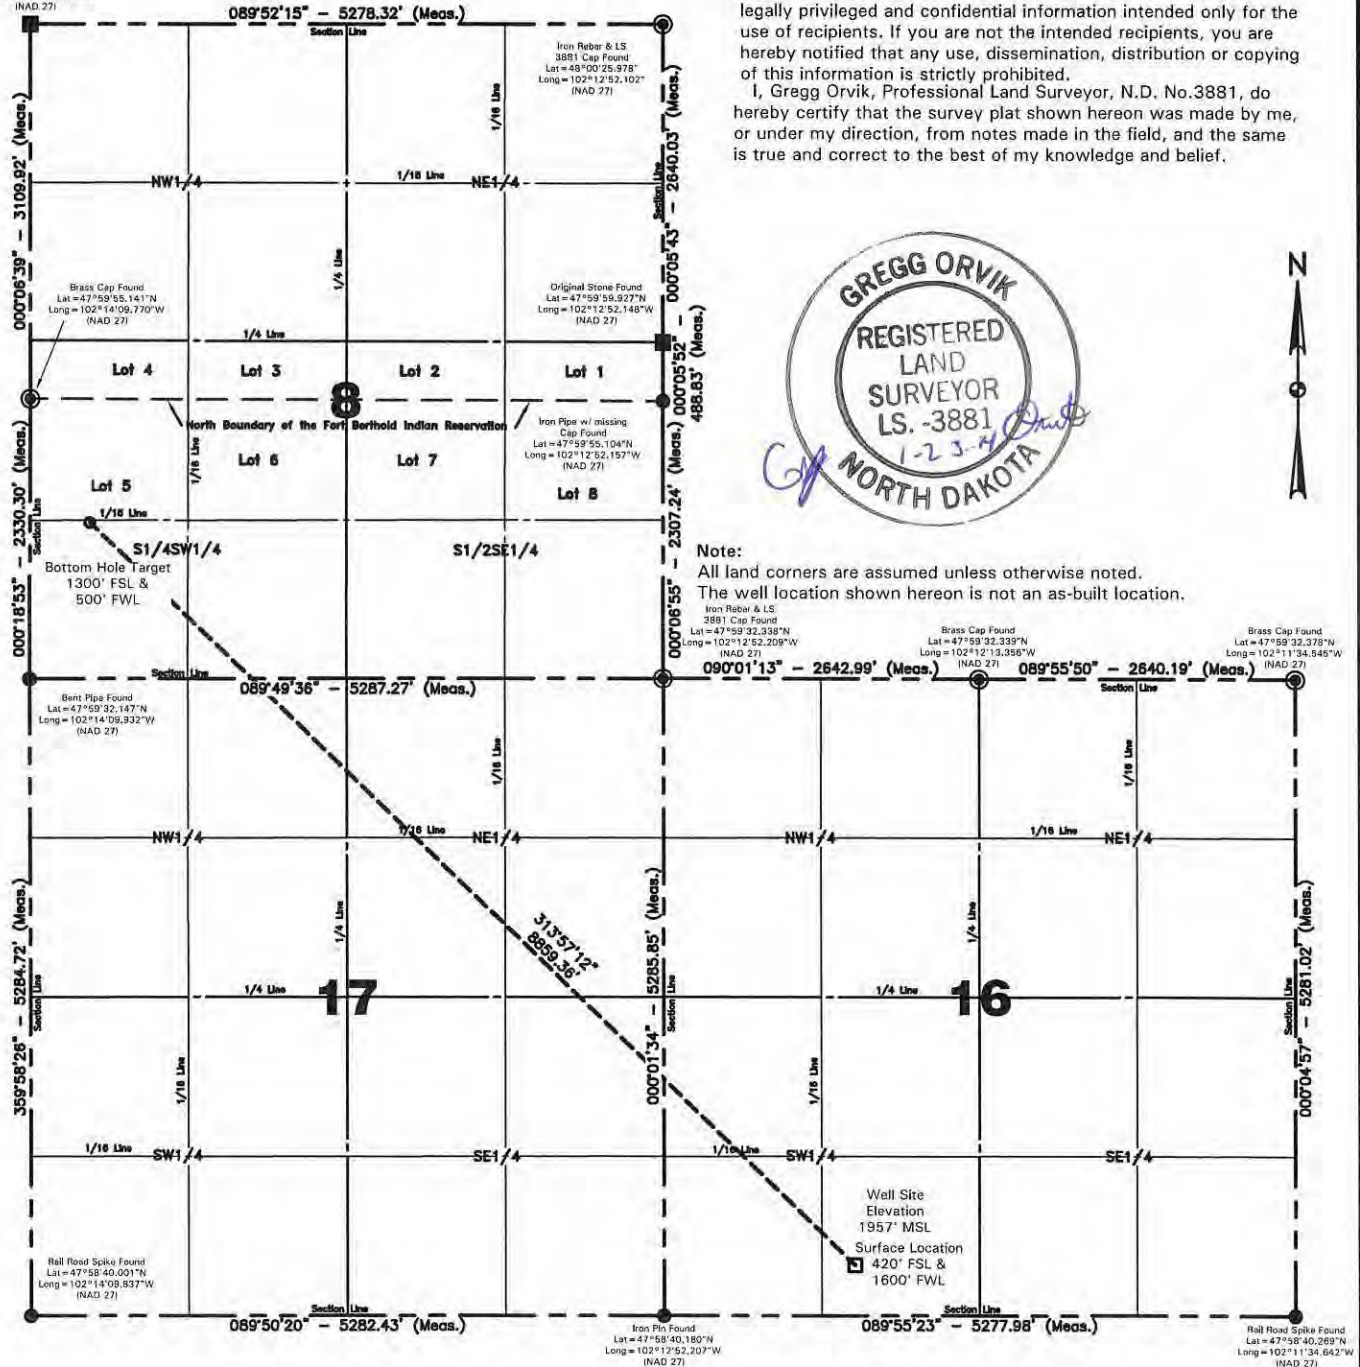 (NAD 27)
089°52'15" – 5278.32' (Meas.)
Section Line
legally privileged and confidential information intended only for the
use of recipients. If you are not the intended recipients, you are
hereby notified that any use, dissemination, distribution or copying
of this information is strictly prohibited.
I, Gregg Orvik, Professional Land Surveyor, N.D. No.3881, do
hereby certify that the survey plat shown hereon was made by me,
or under my direction, from notes made in the field, and the same
is true and correct to the best of my knowledge and belief.
Iron Rebar & LS
3881 Cap Found
Lat=48°00'25.978"
Long=102°12'52.102"
(NAD 27)
1/16 Line
000°06'39" – 3109.92' (Meas.)
000°05'43" – 2640.03' (Meas.)
Section Line
NW1/4
1/16 Line
NE1/4
1/4 Line
Brass Cap Found
Lat=47°59'55.141"N
Long=102°14'09.770"W
(NAD 27)
Original Stone Found
Lat=47°59'59.927"N
Long=102°12'52.148"W
(NAD 27)
GREGG ORVIK
REGISTERED
LAND
SURVEYOR
LS.-3881
NORTH DAKOTA
N
1/4 Line
000°05'52" –
488.83' (Meas.)
Lot 4
Lot 3
Lot 2
Lot 1
8
North Boundary of the Fort Berthold Indian Reservation
Iron Pipe w/ missing
Cap Found
Lat=47°59'55.104"N
Long=102°12'52.157"W
(NAD 27)
1/16 Line
Lot 6
Lot 7
Lot 5
Lot 8
000°18'53" – 2330.30' (Meas.)
Section Line
000°06'55" – 2307.24' (Meas.)
1/16 Line
S1/4SW1/4
S1/2SE1/4
Bottom Hole Target
1300' FSL &
500' FWL
Note:
All land corners are assumed unless otherwise noted.
The well location shown hereon is not an as-built location.
Iron Rebar & LS
3881 Cap Found
Lat=47°59'32.338"N
Long=102°12'52.209"W
(NAD 27)
Brass Cap Found
Lat=47°59'32.339"N
Long=102°12'13.356"W
(NAD 27)
Brass Cap Found
Lat=47°59'32.378"N
Long=102°11'34.545"W
(NAD 27)
090°01'13" – 2642.99' (Meas.)
089°55'50" – 2640.19' (Meas.)
Section Line
Section Line
089°49'36" – 5287.27' (Meas.)
Bent Pipe Found
Lat=47°59'32.147"N
Long=102°14'09.932"W
(NAD 27)
1/16 Line
1/16 Line
NW1/4
1/16 Line
NE1/4
NW1/4
1/16 Line
NE1/4
359°58'26" – 5284.72' (Meas.)
Section Line
1/4 Line
313°57'12"
8859.36'
000°01'34" – 5285.85' (Meas.)
Section Line
1/4 Line
000°04'57" – 5281.02' (Meas.)
Section Line
1/4 Line
17
1/4 Line
16
1/16 Line
1/16 Line
1/16 Line
SW1/4
SE1/4
1/16 Line
SW1/4
SE1/4
Well Site
Elevation
1957' MSL
Surface Location
420' FSL &
1600' FWL
Rail Road Spike Found
Lat=47°58'40.001"N
Long=102°14'09.837"W
(NAD 27)
Section Line
089°50'20" – 5282.43' (Meas.)
Iron Pin Found
Lat=47°58'40.180"N
Long=102°12'52.207"W
(NAD 27)
Section Line
089°55'23" – 5277.98' (Meas.)
Rail Road Spike Found
Lat=47°58'40.269"N
Long=102°11'34.642"W
(NAD 27)